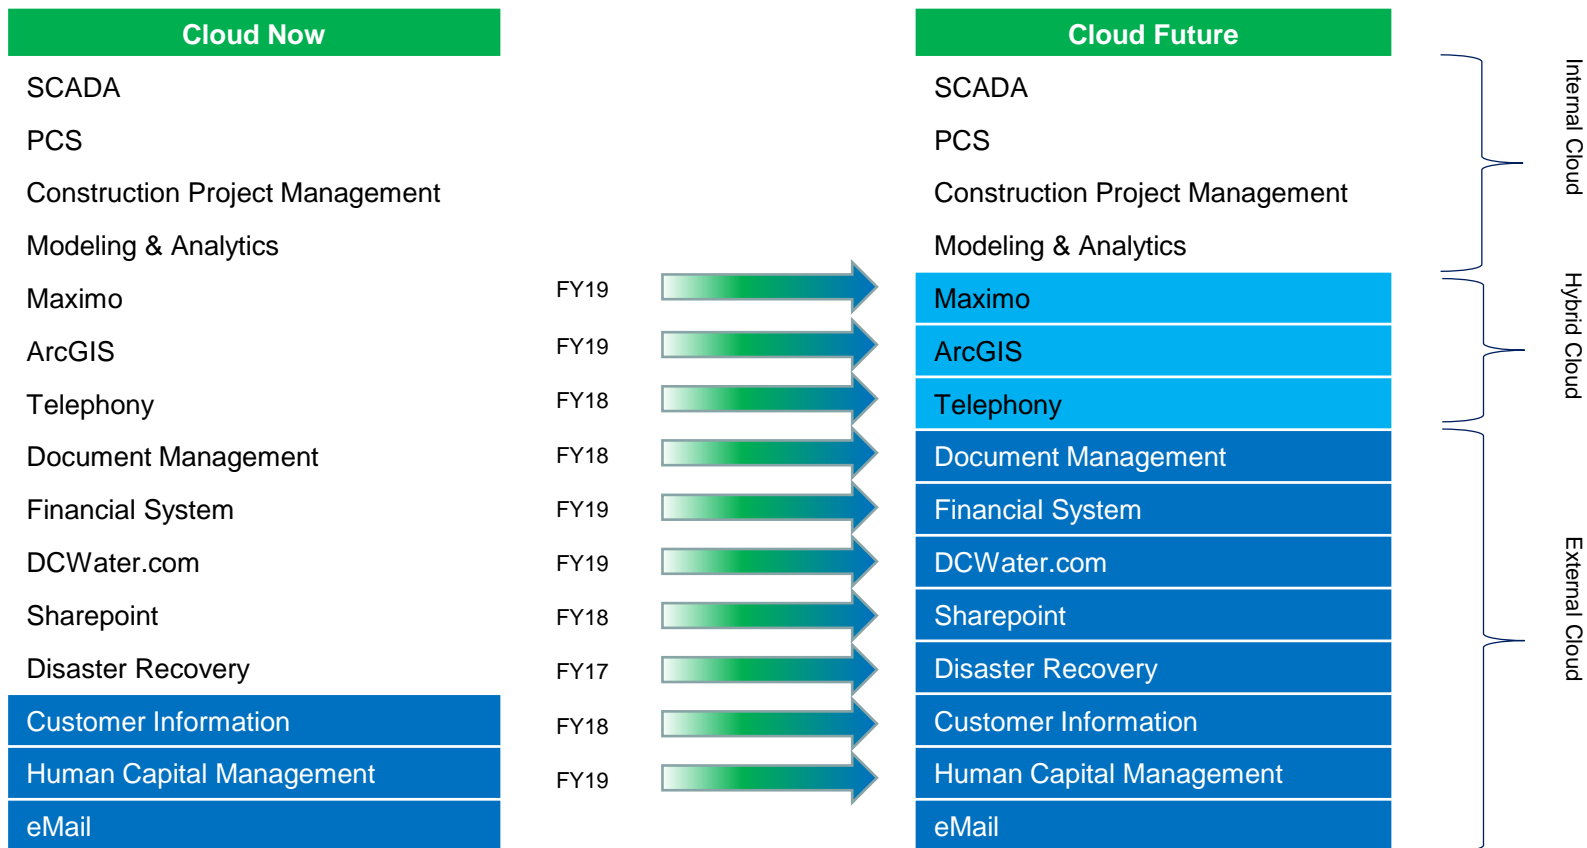 Cloud Now
Cloud Future
SCADA
SCADA
PCS
PCS
Construction Project Management
Construction Project Management
Modeling & Analytics
Modeling & Analytics
Internal Cloud
Maximo
FY19
Maximo
ArcGIS
FY19
ArcGIS
Telephony
FY18
Telephony
Hybrid Cloud
Document Management
FY18
Document Management
Financial System
FY19
Financial System
DCWater.com
FY19
DCWater.com
Sharepoint
FY18
Sharepoint
Disaster Recovery
FY17
Disaster Recovery
Customer Information
FY18
Customer Information
Human Capital Management
FY19
Human Capital Management
eMail
eMail
External Cloud